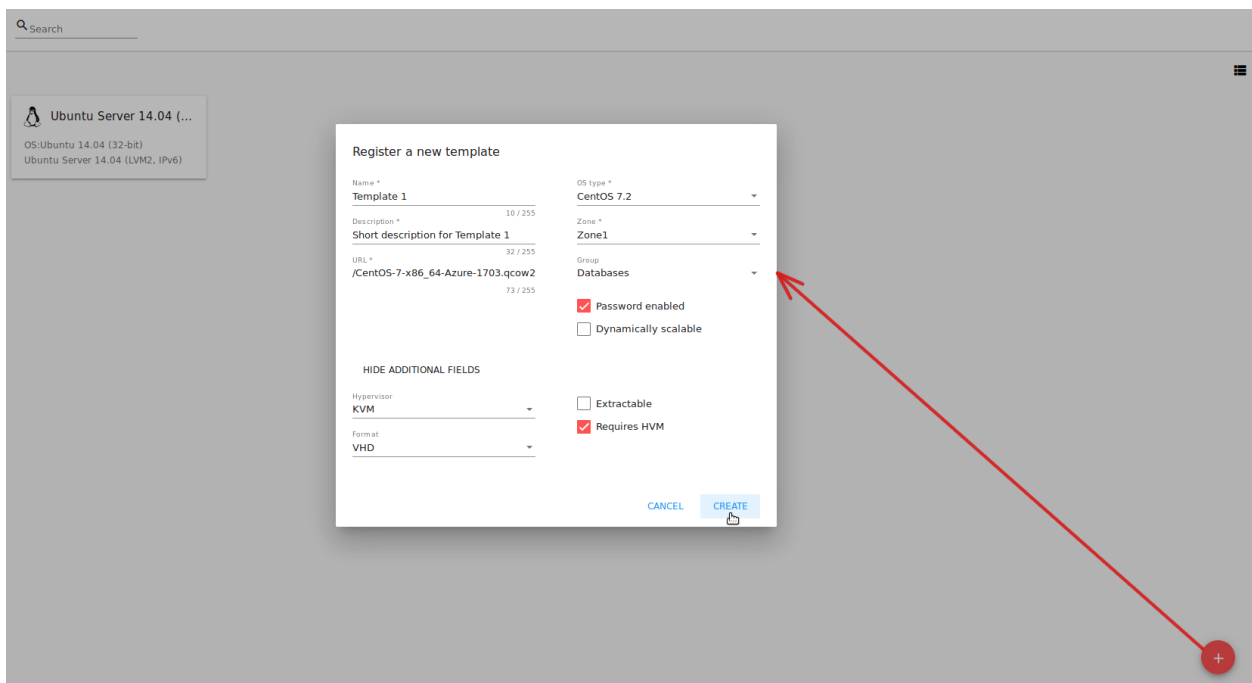 Search
Ubuntu Server 14.04 (...
OS:Ubuntu 14.04 (32-bit)
Ubuntu Server 14.04 (LVM2, IPv6)
Register a new template
Name *
Template 1
10 / 255
Description *
Short description for Template 1
32 / 255
URL *
/CentOS-7-x86_64-Azure-1703.qcow2
73 / 255
OS type *
CentOS 7.2
Zone *
Zone1
Group
Databases
Password enabled
Dynamically scalable
HIDE ADDITIONAL FIELDS
Hypervisor
KVM
Format
VHD
Extractable
Requires HVM
CANCEL CREATE
+